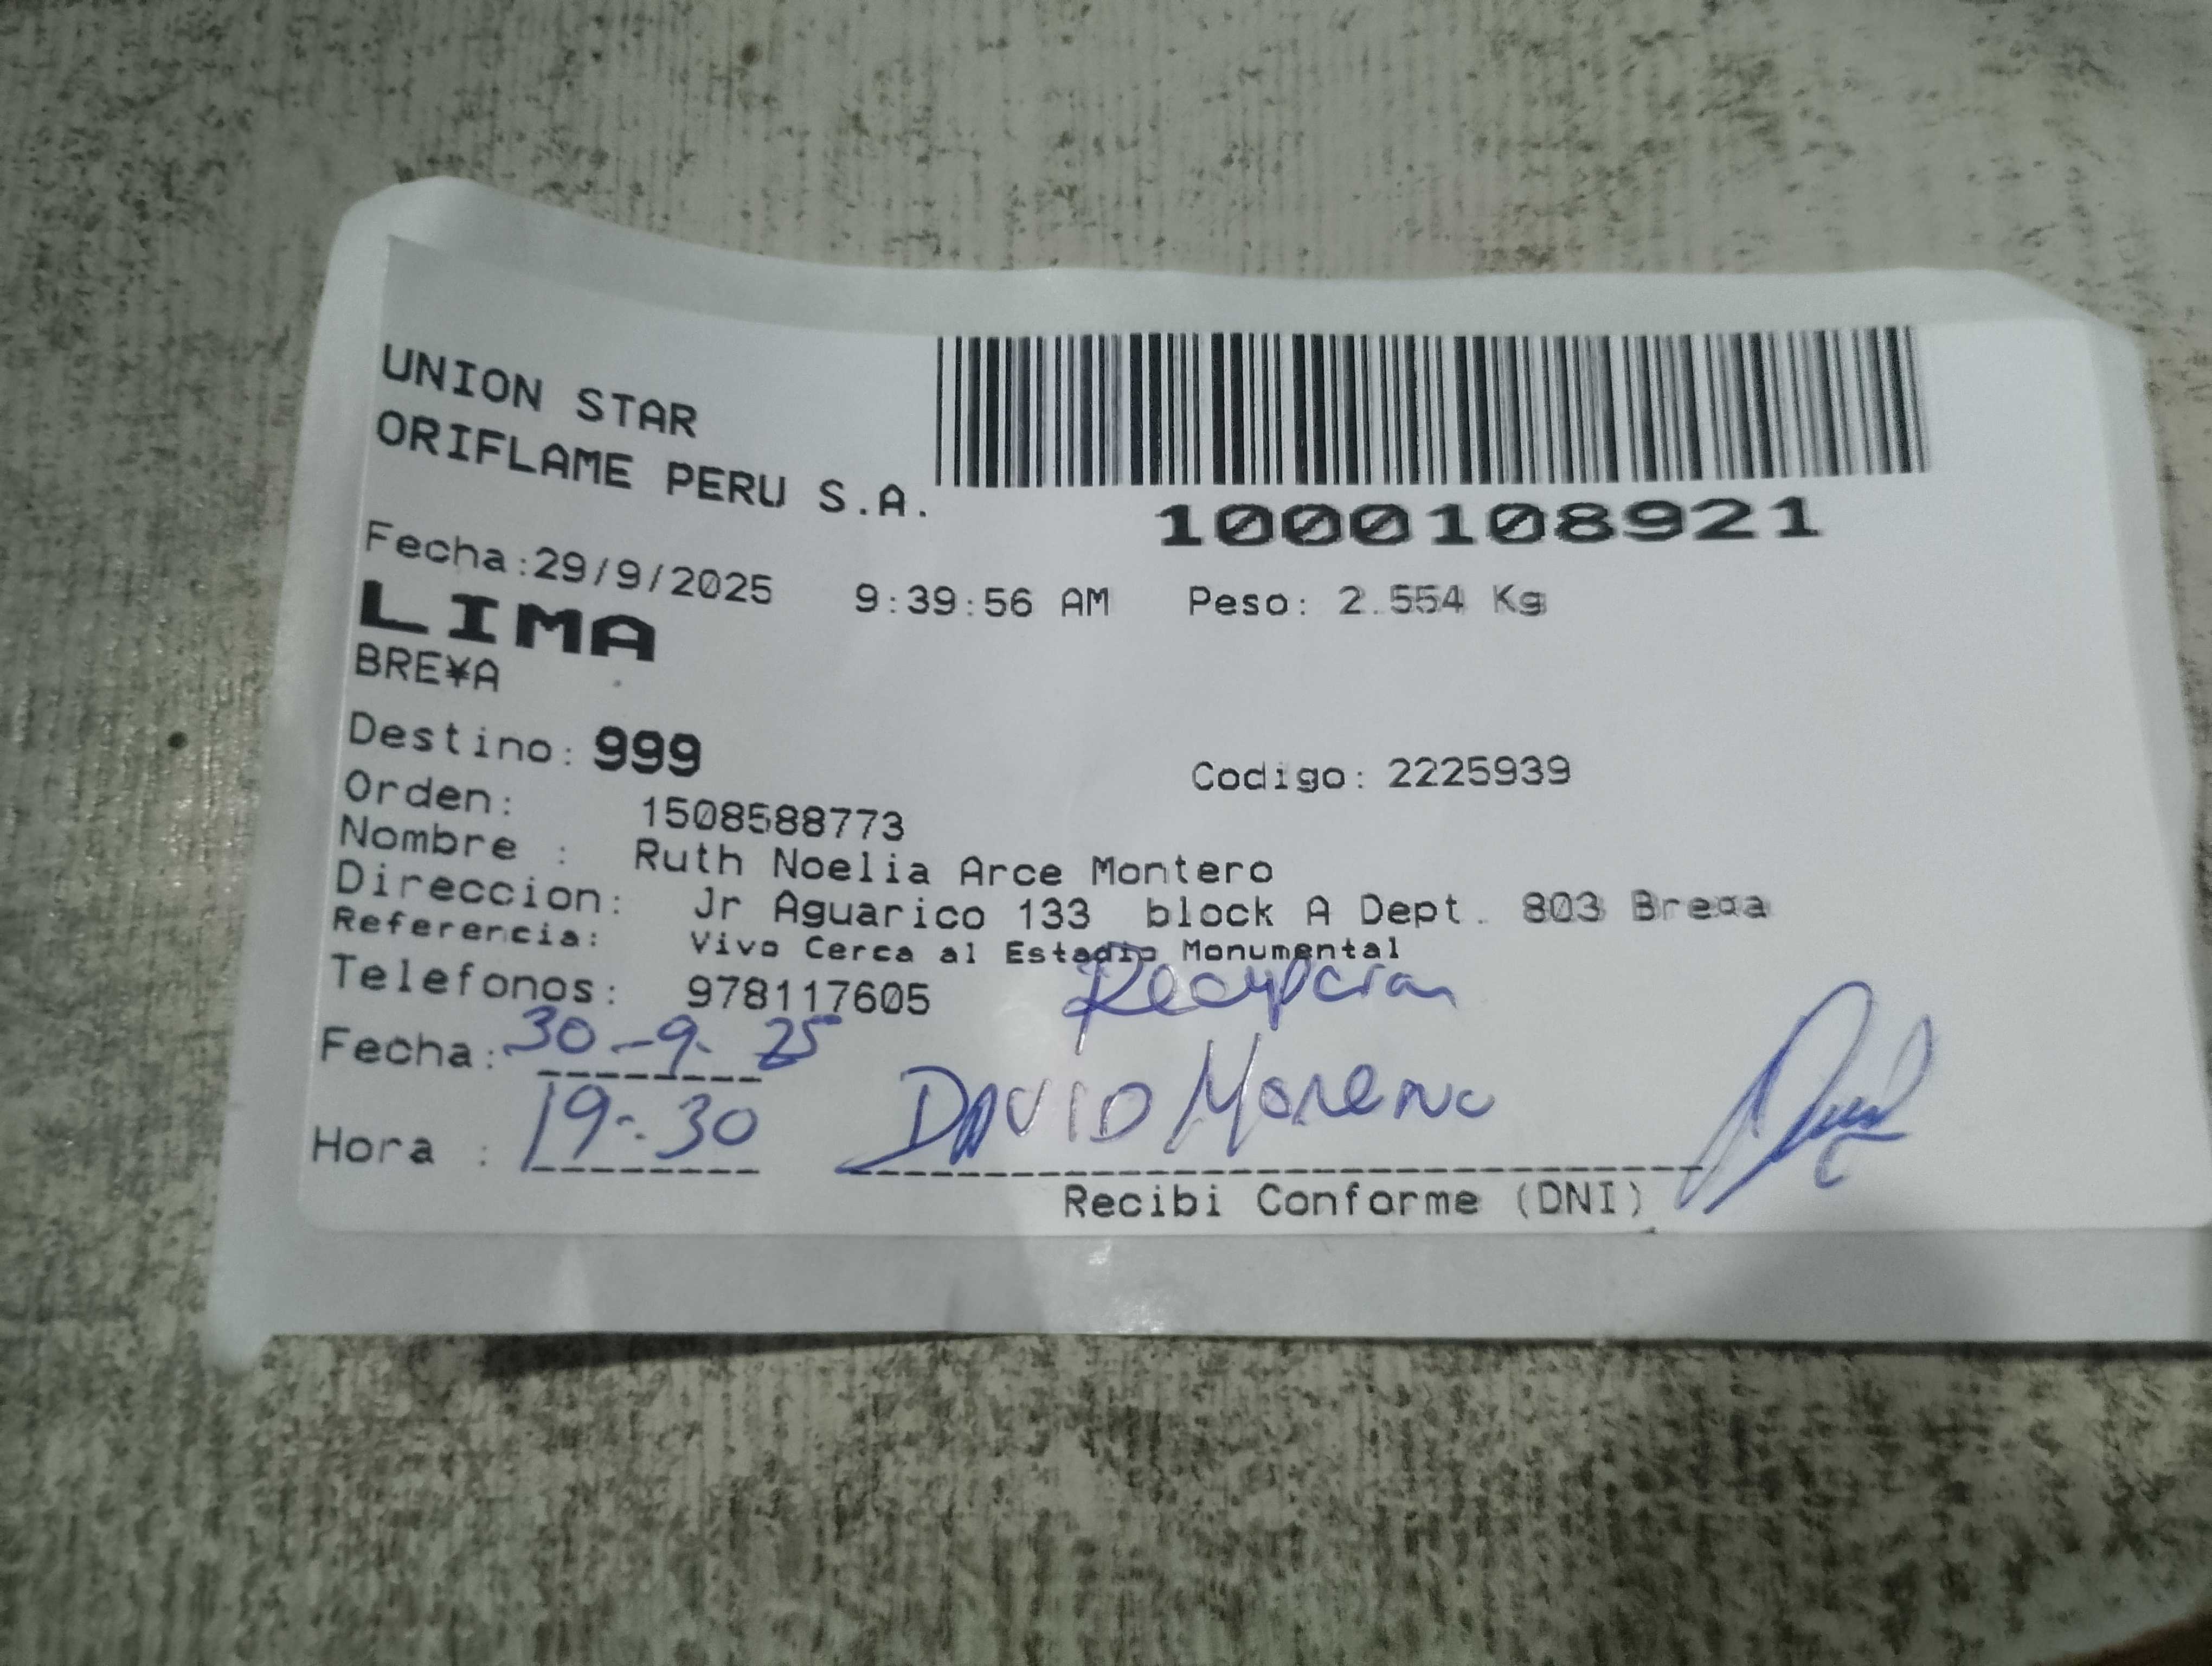 UNION STAR
ORIFLAME PERU S.A.
1000108921
Fecha:29/9/2025 9:39:56 AM Peso: 2.554 Kg
LIMA
BRE¥A
Destino: 999 Codigo: 2225939
Orden: 1508588773
Nombre : Ruth Noelia Arce Montero
Direccion: Jr Aguarico 133 block A Dept. 803 Breqa
Referencia: Vivo Cerca al Estadio Monumental
Telefonos: 978117605
Recepcion
Fecha: 30-9-25
Hora : 19:30 DAVID Moreno
Recibi Conforme (DNI)